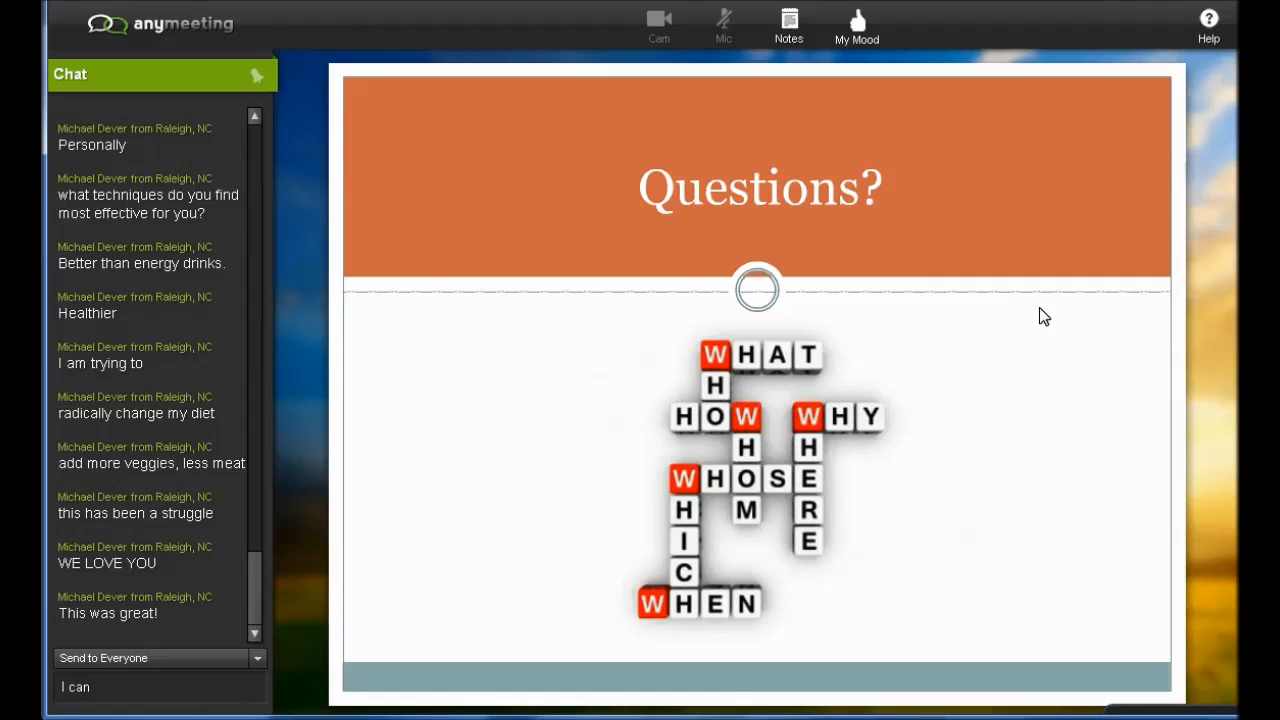 anymeeting
Cam
Mic
Notes
My Mood
Help
Chat
Michael Dever from Raleigh, NC
Personally
Michael Dever from Raleigh, NC
what techniques do you find
most effective for you?
Michael Dever from Raleigh, NC
Better than energy drinks.
Michael Dever from Raleigh, NC
Healthier
Michael Dever from Raleigh, NC
I am trying to
Michael Dever from Raleigh, NC
radically change my diet
Michael Dever from Raleigh, NC
add more veggies, less meat
Michael Dever from Raleigh, NC
this has been a struggle
Michael Dever from Raleigh, NC
WE LOVE YOU
Michael Dever from Raleigh, NC
This was great!
Send to Everyone
I can
Questions?
WHAT
WHO
HOW
WHY
WHOM
WHERE
WHOSE
WHICH
WHEN